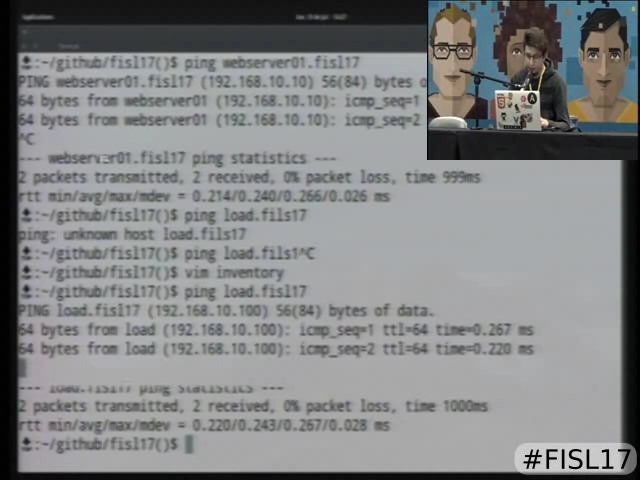 :~/github/fisl17()$ ping webserver01.fisl17
PING webserver01.fisl17 (192.168.10.10) 56(84) bytes o
64 bytes from webserver01 (192.168.10.10): icmp_seq=1
64 bytes from webserver01 (192.168.10.10): icmp_seq=2
^C
--- webserver01.fisl17 ping statistics ---
2 packets transmitted, 2 received, 0% packet loss, time 999ms
rtt min/avg/max/mdev = 0.214/0.240/0.266/0.026 ms
:~/github/fisl17()$ ping load.fils17
ping: unknown host load.fils17
:~/github/fisl17()$ ping load.fils1^C
:~/github/fisl17()$ vim inventory
:~/github/fisl17()$ ping load.fisl17
PING load.fisl17 (192.168.10.100) 56(84) bytes of data.
64 bytes from load (192.168.10.100): icmp_seq=1 ttl=64 time=0.267 ms
64 bytes from load (192.168.10.100): icmp_seq=2 ttl=64 time=0.220 ms
--- load.fisl17 ping statistics ---
2 packets transmitted, 2 received, 0% packet loss, time 1000ms
rtt min/avg/max/mdev = 0.220/0.243/0.267/0.028 ms
:~/github/fisl17()$
#FISL17